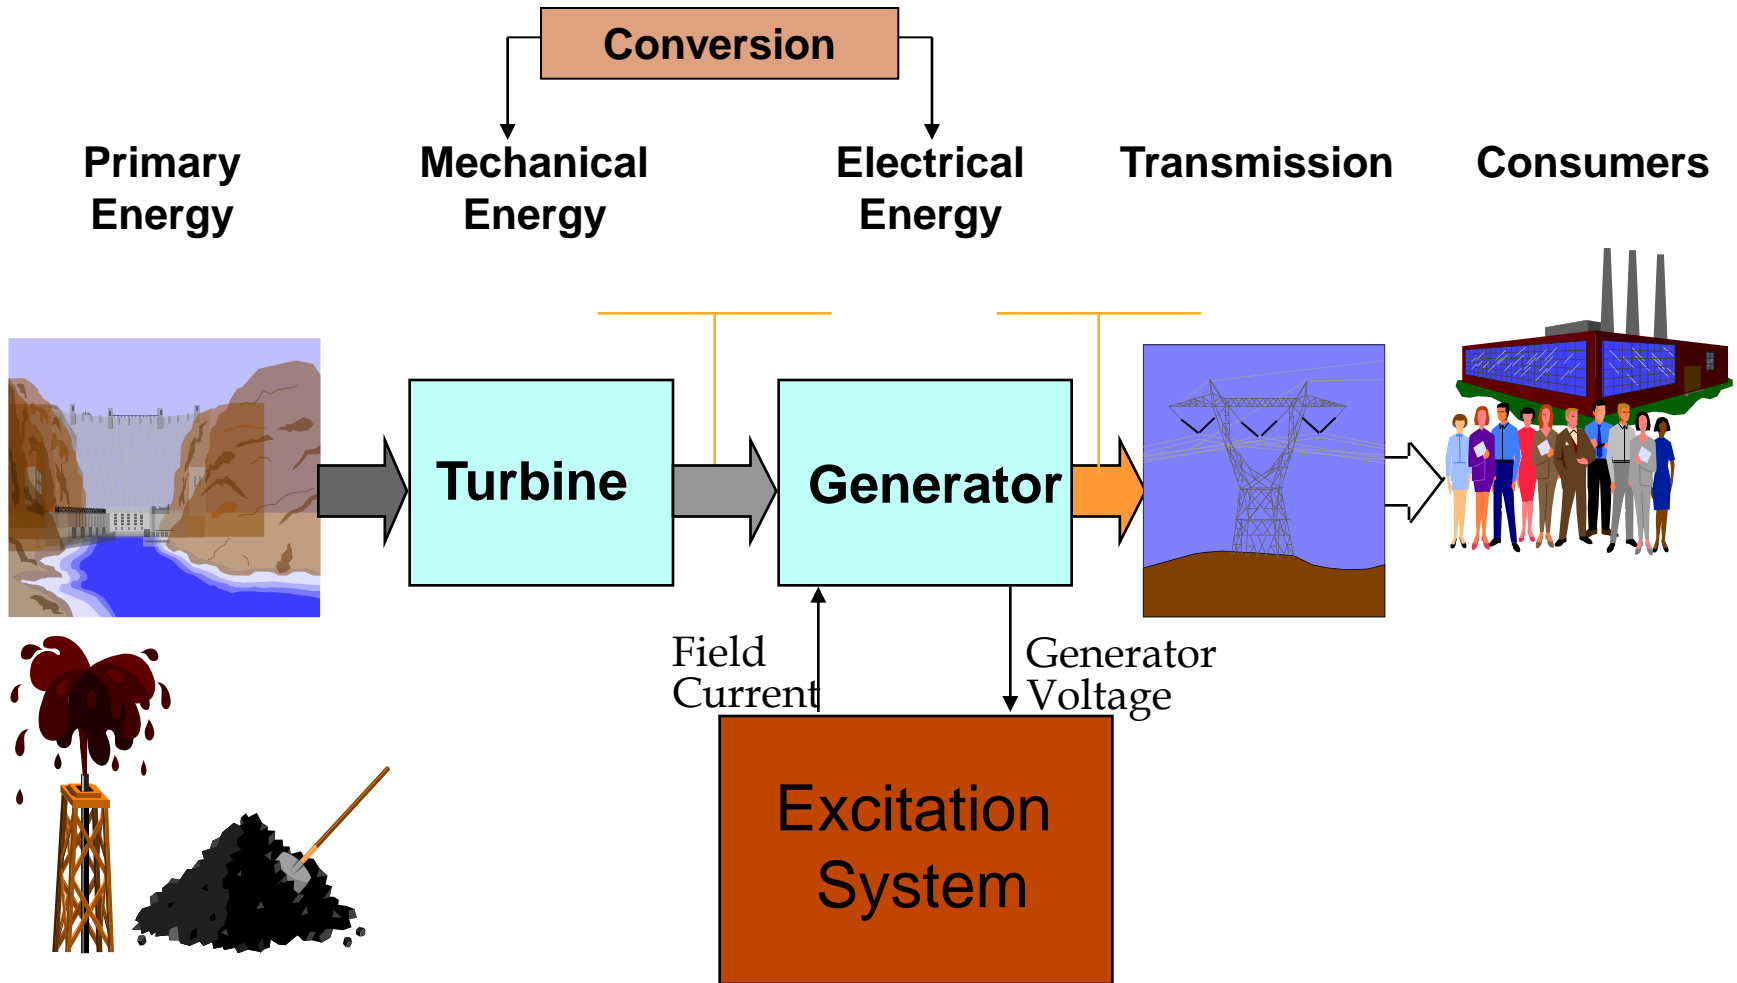 Conversion
Primary
Energy
Mechanical
Energy
Electrical
Energy
Transmission
Consumers
Turbine
Generator
Field
Current
Generator
Voltage
Excitation
System